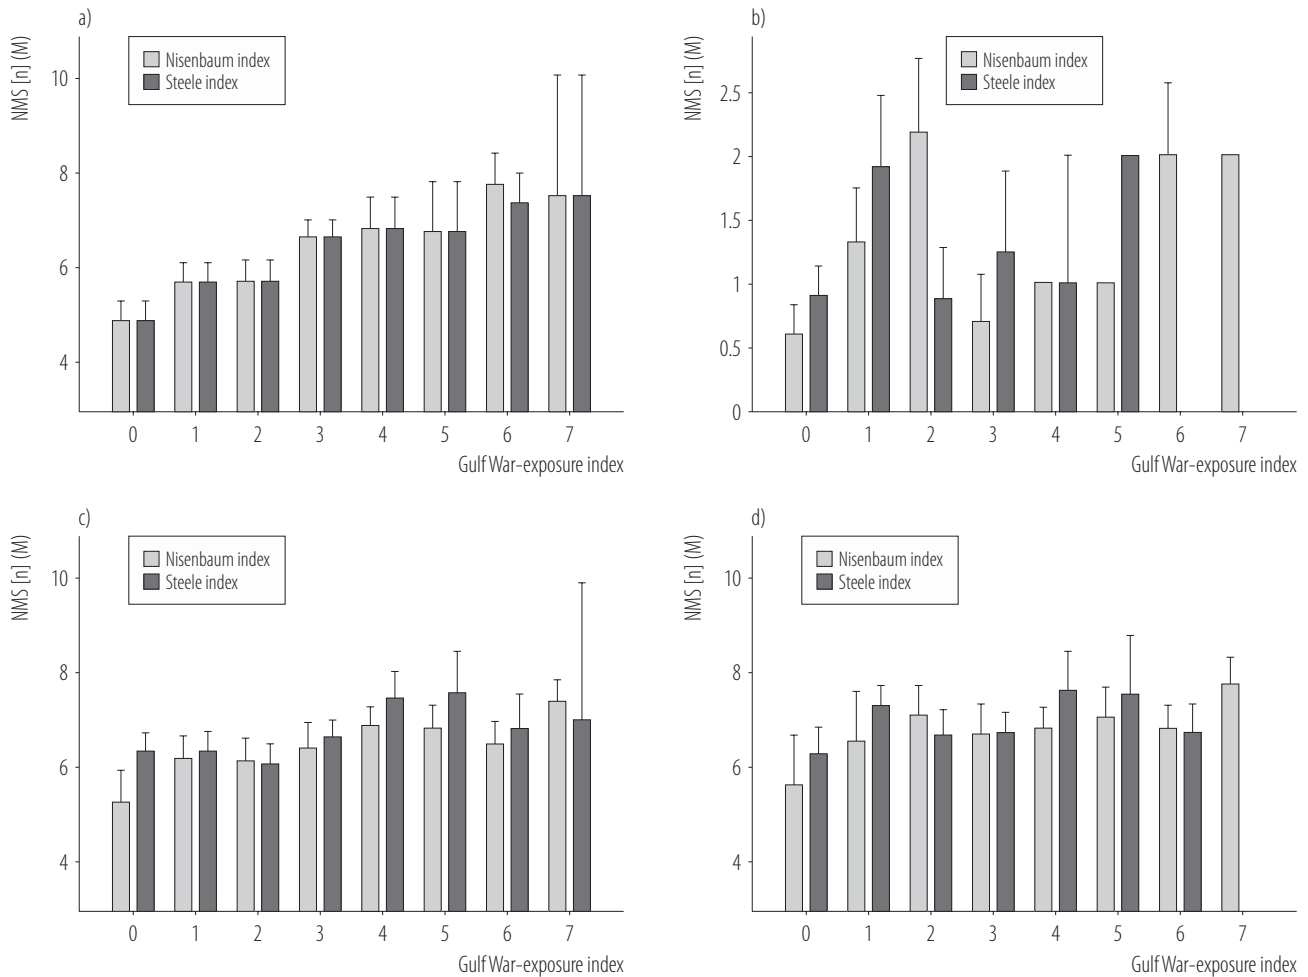 a)
NMS [n] (M)
Nisenbaum index
Steele index
10
8
6
4
0 1 2 3 4 5 6 7
Gulf War-exposure index
b)
NMS [n] (M)
Nisenbaum index
Steele index
2.5
2
1.5
1
0.5
0
0 1 2 3 4 5 6 7
Gulf War-exposure index
c)
NMS [n] (M)
Nisenbaum index
Steele index
10
8
6
4
0 1 2 3 4 5 6 7
Gulf War-exposure index
d)
NMS [n] (M)
Nisenbaum index
Steele index
10
8
6
4
0 1 2 3 4 5 6 7
Gulf War-exposure index